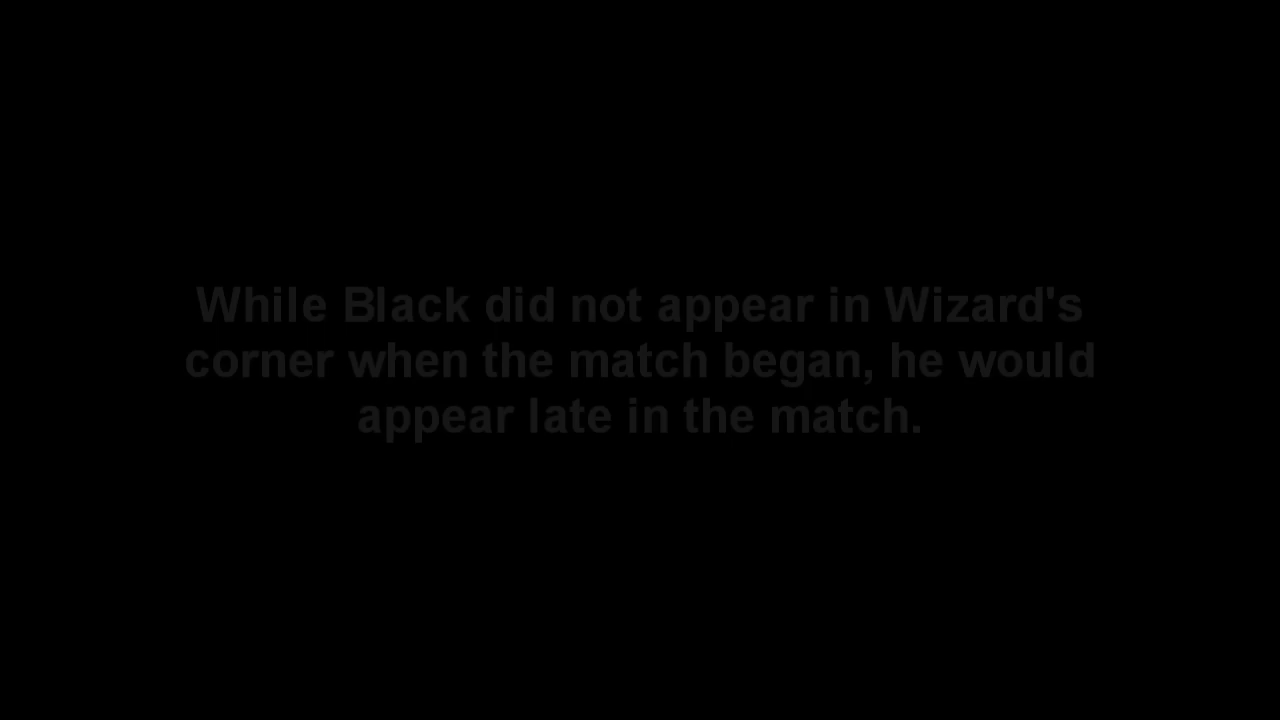 While Black did not appear in Wizard's
corner when the match began, he would
appear late in the match.